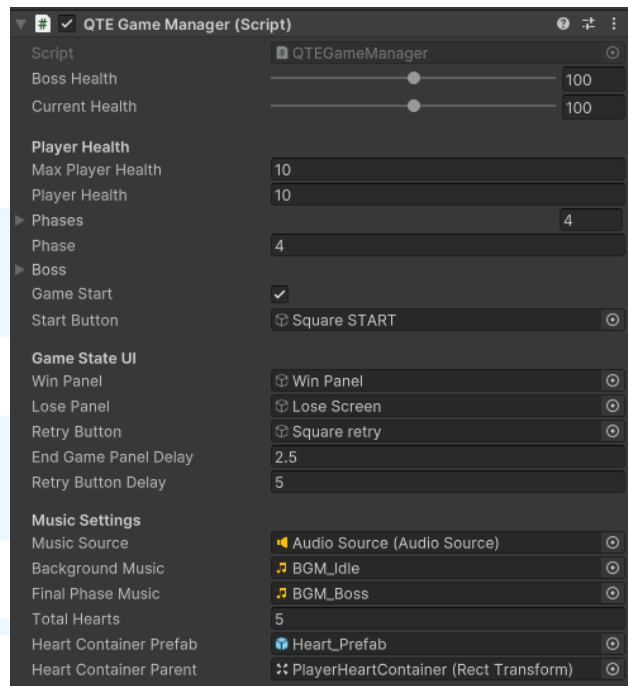 QTE Game Manager (Script)
Script QTEGameManager
Boss Health 100
Current Health 100
Player Health
Max Player Health 10
Player Health 10
Phases 4
Phase 4
Boss
Game Start
Start Button Square START
Game State UI
Win Panel Win Panel
Lose Panel Lose Screen
Retry Button Square retry
End Game Panel Delay 2.5
Retry Button Delay 5
Music Settings
Music Source Audio Source (Audio Source)
Background Music BGM_Idle
Final Phase Music BGM_Boss
Total Hearts 5
Heart Container Prefab Heart_Prefab
Heart Container Parent PlayerHeartContainer (Rect Transform)